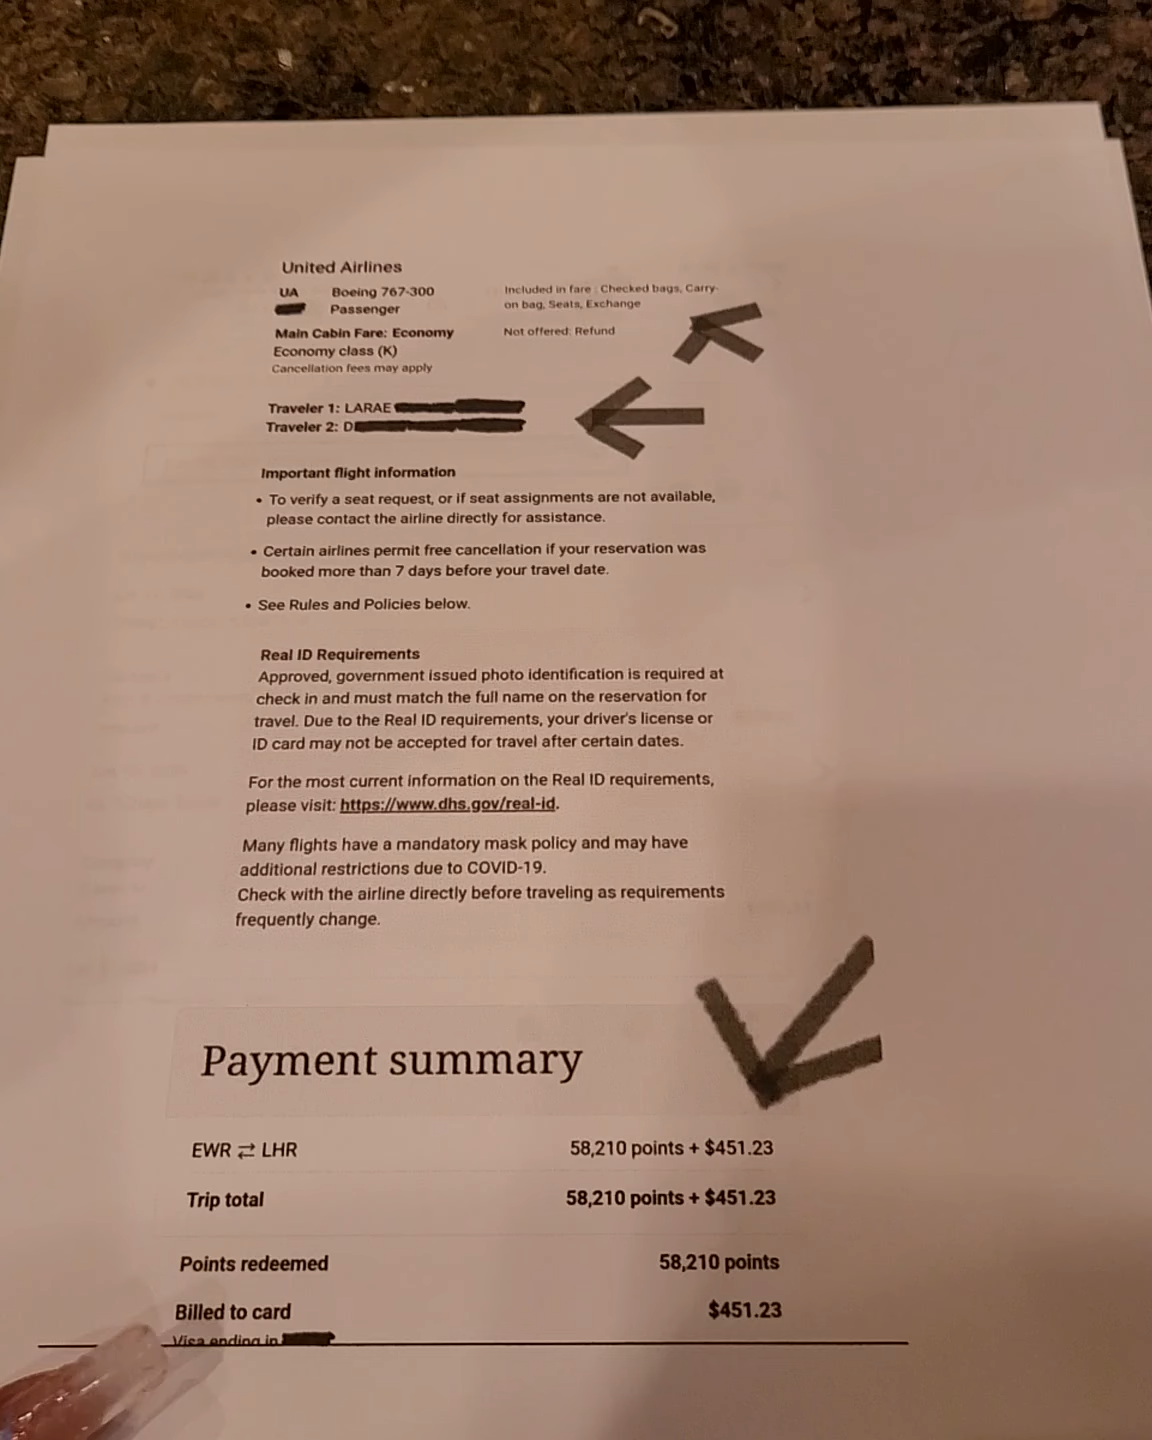 United Airlines
UA Boeing 767-300
Passenger
Included in fare : Checked bags, Carry-
on bag, Seats, Exchange
Main Cabin Fare: Economy
Not offered: Refund
Economy class (K)
Cancellation fees may apply
Traveler 1: LARAE
Traveler 2: D
Important flight information
• To verify a seat request, or if seat assignments are not available,
please contact the airline directly for assistance.
• Certain airlines permit free cancellation if your reservation was
booked more than 7 days before your travel date.
• See Rules and Policies below.
Real ID Requirements
Approved, government issued photo identification is required at
check in and must match the full name on the reservation for
travel. Due to the Real ID requirements, your driver's license or
ID card may not be accepted for travel after certain dates.
For the most current information on the Real ID requirements,
please visit: https://www.dhs.gov/real-id.
Many flights have a mandatory mask policy and may have
additional restrictions due to COVID-19.
Check with the airline directly before traveling as requirements
frequently change.
Payment summary
EWR ⇄ LHR 58,210 points + $451.23
Trip total 58,210 points + $451.23
Points redeemed 58,210 points
Billed to card $451.23
Visa ending in